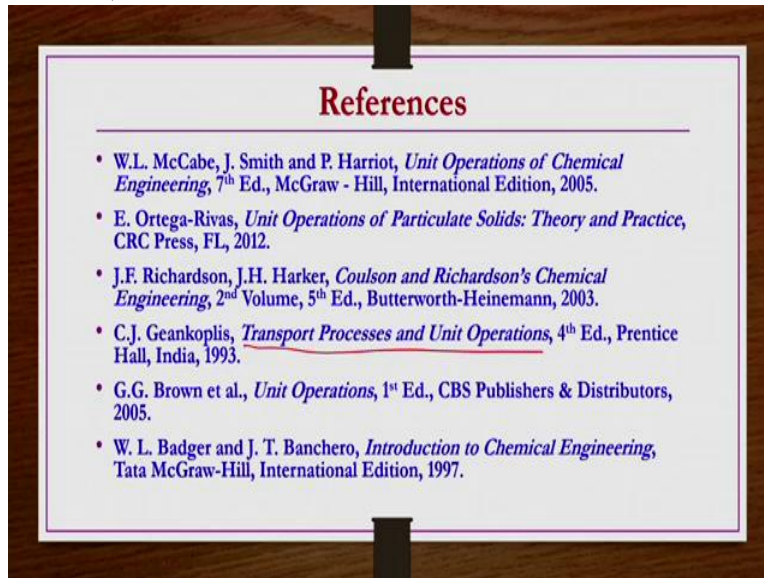 References
• W.L. McCabe, J. Smith and P. Harriot, Unit Operations of Chemical
Engineering, 7th Ed., McGraw - Hill, International Edition, 2005.
• E. Ortega-Rivas, Unit Operations of Particulate Solids: Theory and Practice,
CRC Press, FL, 2012.
• J.F. Richardson, J.H. Harker, Coulson and Richardson's Chemical
Engineering, 2nd Volume, 5th Ed., Butterworth-Heinemann, 2003.
• C.J. Geankoplis, Transport Processes and Unit Operations, 4th Ed., Prentice
Hall, India, 1993.
• G.G. Brown et al., Unit Operations, 1st Ed., CBS Publishers & Distributors,
2005.
• W. L. Badger and J. T. Banchero, Introduction to Chemical Engineering,
Tata McGraw-Hill, International Edition, 1997.